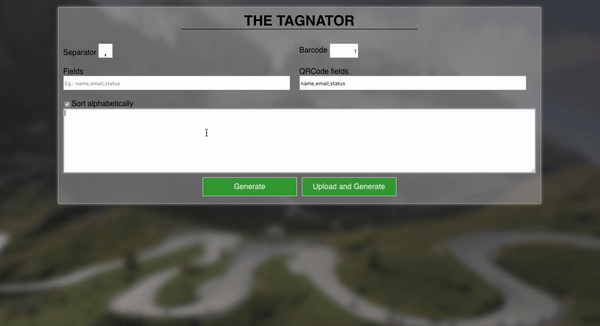 THE TAGNATOR
Separator ,
Barcode 1
Fields
QRCode fields
Eg.: name,email,status
name,email,status
Sort alphabetically
Generate
Upload and Generate